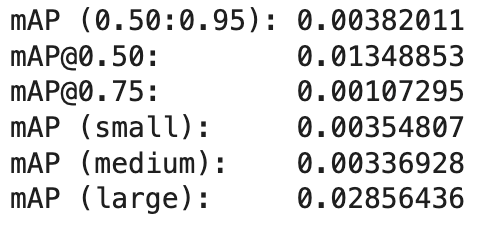 mAP (0.50:0.95): 0.00382011
mAP@0.50: 0.01348853
mAP@0.75: 0.00107295
mAP (small): 0.00354807
mAP (medium): 0.00336928
mAP (large): 0.02856436